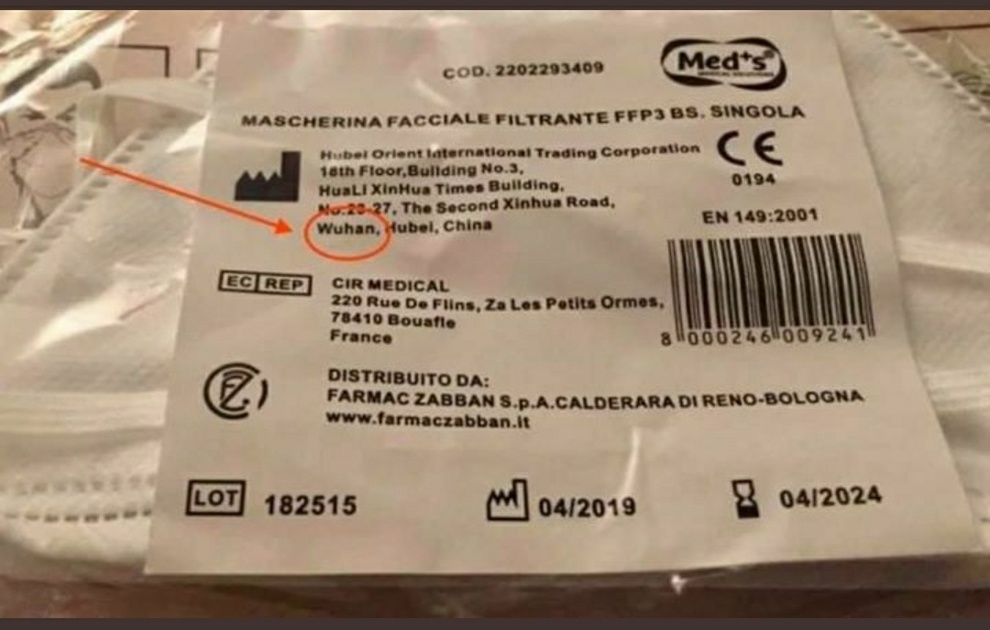 COD. 2202293409
Med+s®
MASCHERINA FACCIALE FILTRANTE FFP3 BS. SINGOLA
Hubei Orient International Trading Corporation
18th Floor,Building No.3,
HuaLi XinHua Times Building,
No.23-27, The Second Xinhua Road,
Wuhan, Hubei, China
CE
0194
EN 149:2001
8 000246 009241
EC REP
CIR MEDICAL
220 Rue De Flins, Za Les Petits Ormes,
78410 Bouafle
France
DISTRIBUITO DA:
FARMAC ZABBAN S.p.A.CALDERARA DI RENO-BOLOGNA
www.farmaczabban.it
LOT 182515
04/2019
04/2024